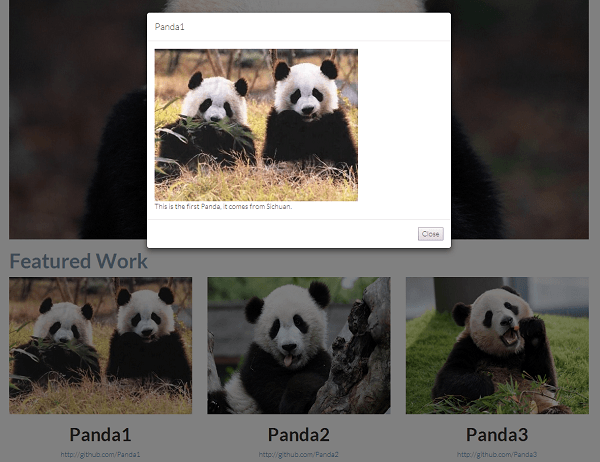 Panda1
This is the first Panda, it comes from Sichuan.
Close
Featured Work
Panda1
Panda2
Panda3
http://github.com/Panda1
http://github.com/Panda2
http://github.com/Panda3